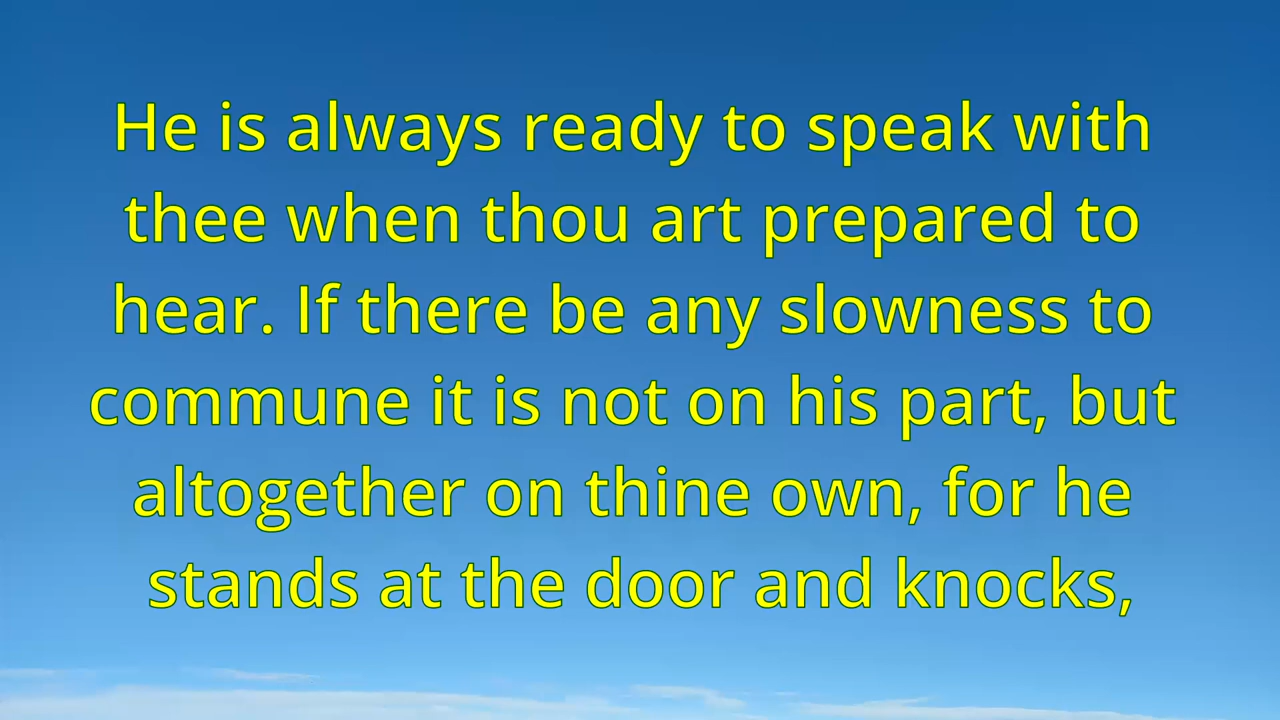 He is always ready to speak with
thee when thou art prepared to
hear. If there be any slowness to
commune it is not on his part, but
altogether on thine own, for he
stands at the door and knocks,